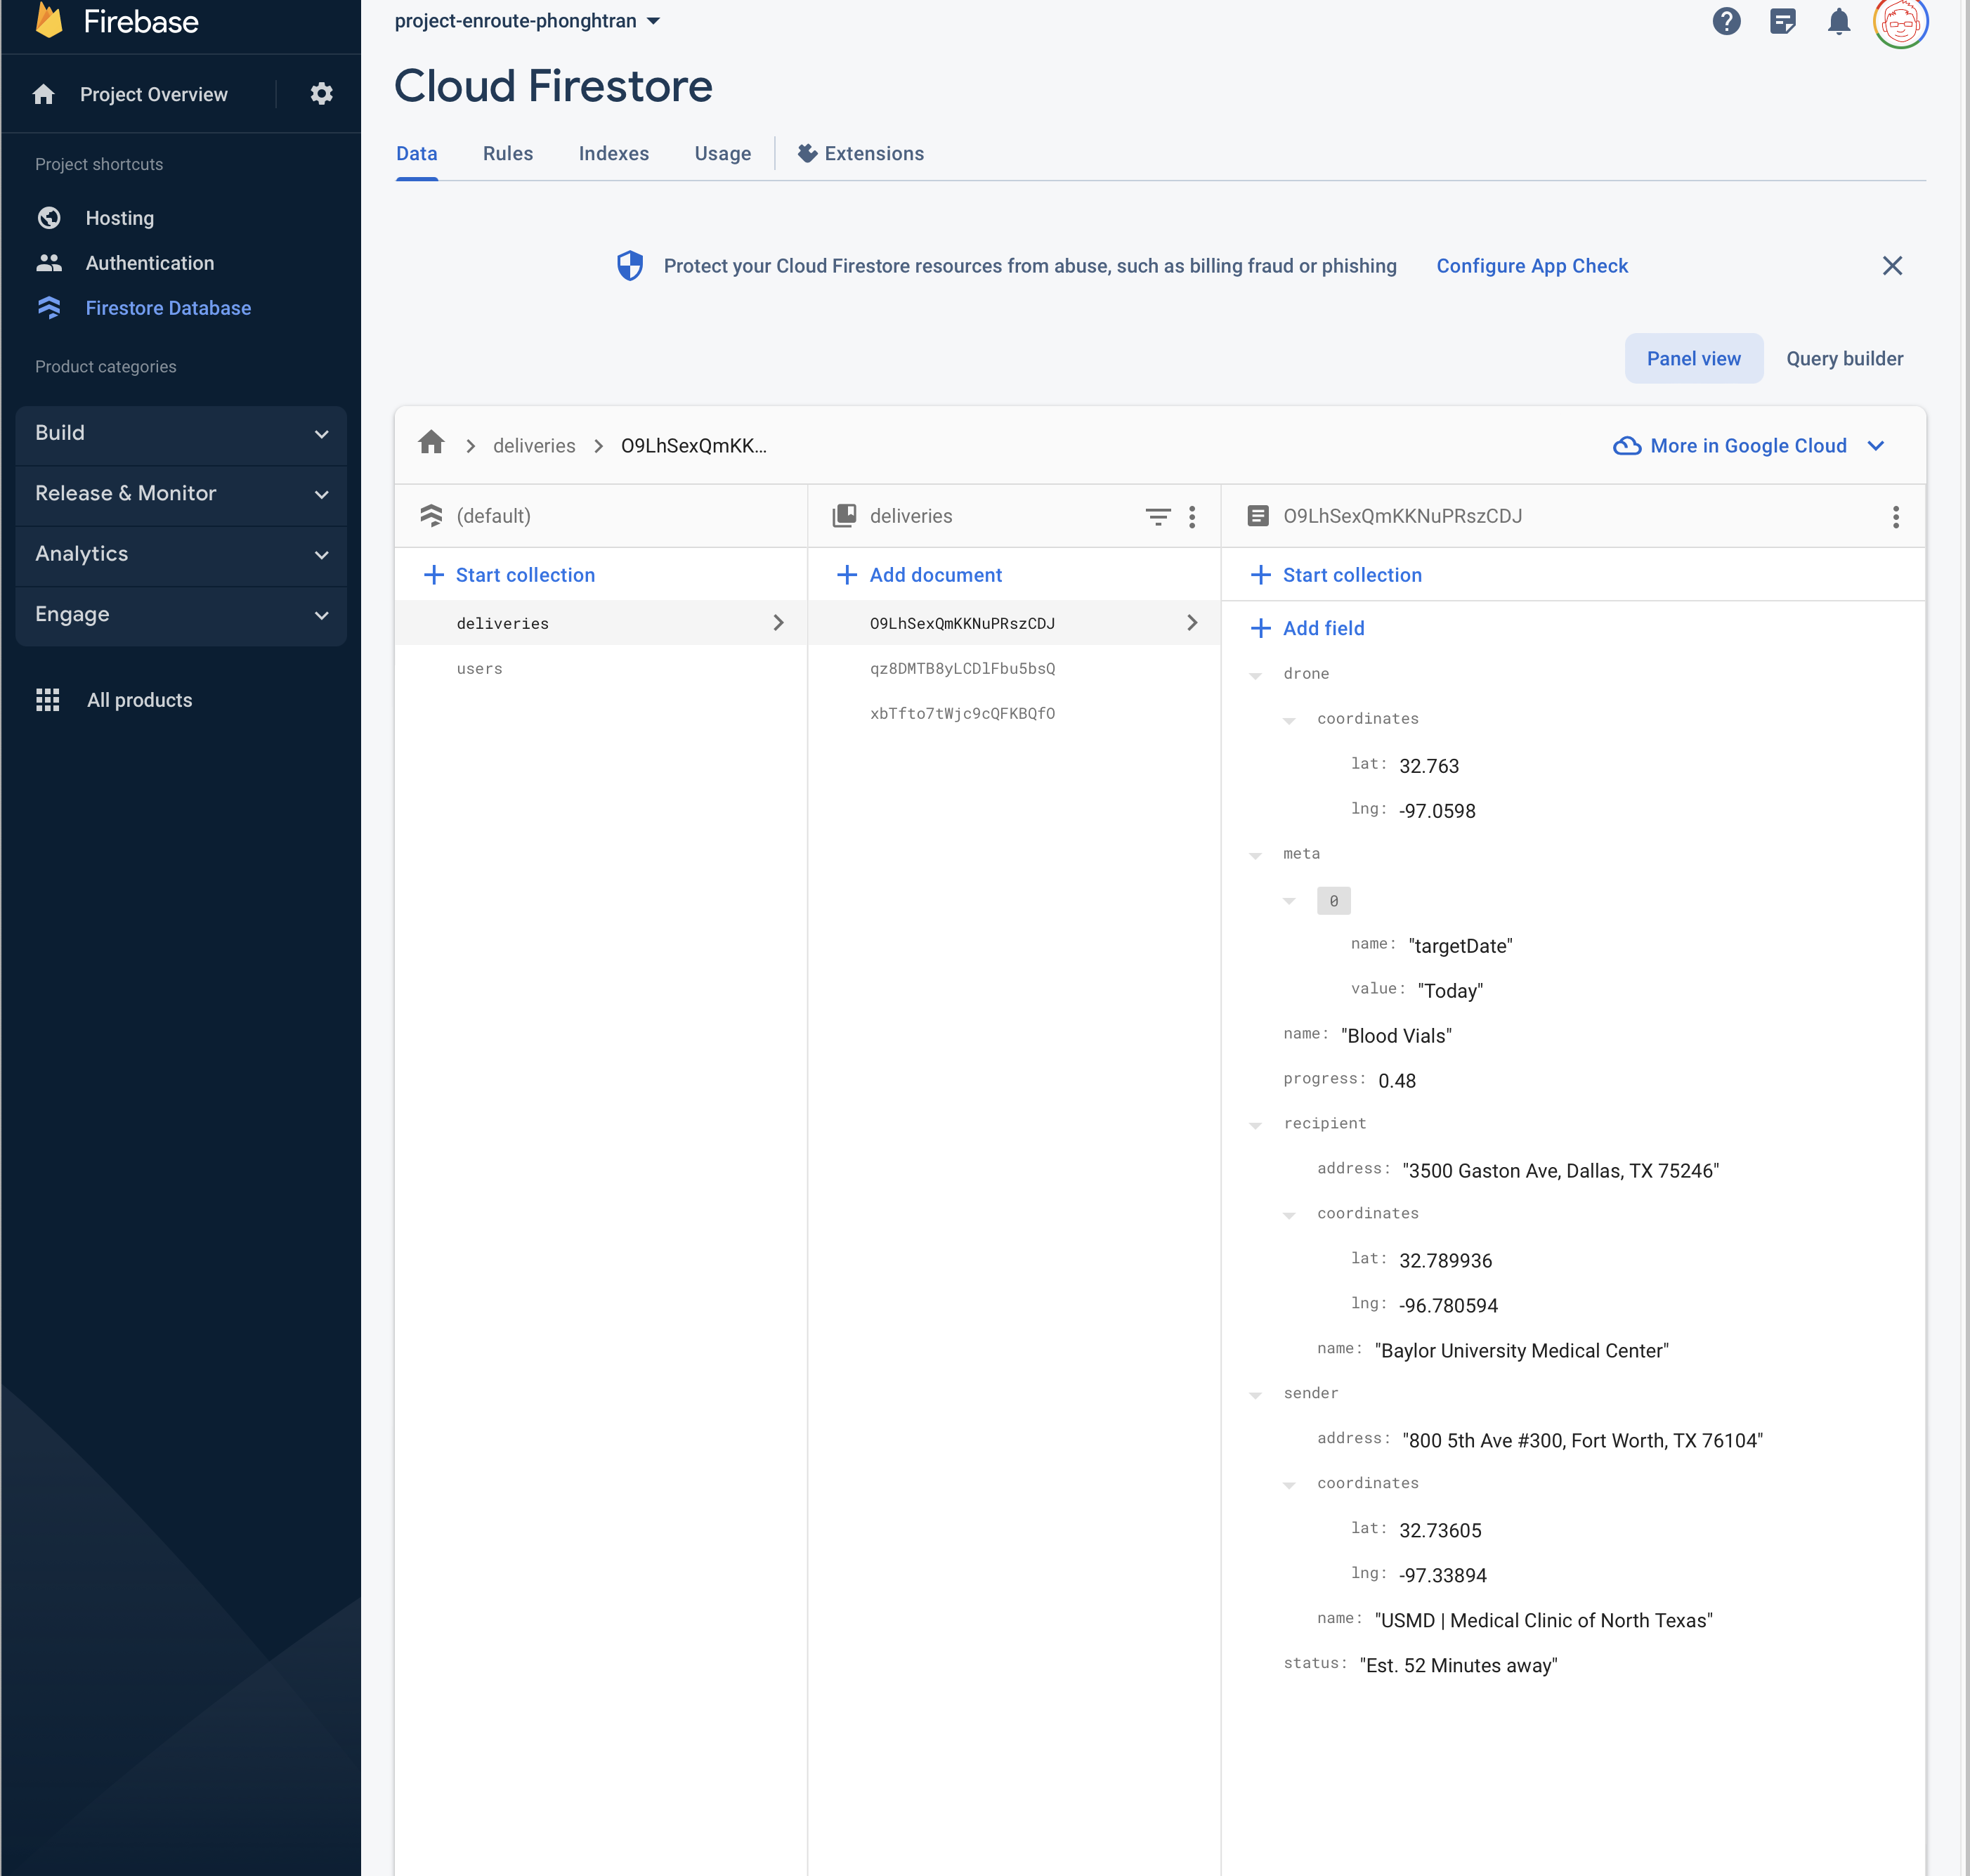 Firebase
Project Overview
Project shortcuts
Hosting
Authentication
Firestore Database
Product categories
Build
Release & Monitor
Analytics
Engage
All products
project-enroute-phonghtran
Cloud Firestore
Data Rules Indexes Usage Extensions
Protect your Cloud Firestore resources from abuse, such as billing fraud or phishing Configure App Check
Panel view Query builder
deliveries O9LhSexQmKK... More in Google Cloud
(default)
Start collection
deliveries
users
deliveries
Add document
O9LhSexQmKKNuPRszCDJ
qz8DMTB8yLCDlFbu5bsQ
xbTfto7tWjc9cQFKBQfO
O9LhSexQmKKNuPRszCDJ
Start collection
Add field
drone
coordinates
lat: 32.763
lng: -97.0598
meta
0
name: "targetDate"
value: "Today"
name: "Blood Vials"
progress: 0.48
recipient
address: "3500 Gaston Ave, Dallas, TX 75246"
coordinates
lat: 32.789936
lng: -96.780594
name: "Baylor University Medical Center"
sender
address: "800 5th Ave #300, Fort Worth, TX 76104"
coordinates
lat: 32.73605
lng: -97.33894
name: "USMD | Medical Clinic of North Texas"
status: "Est. 52 Minutes away"